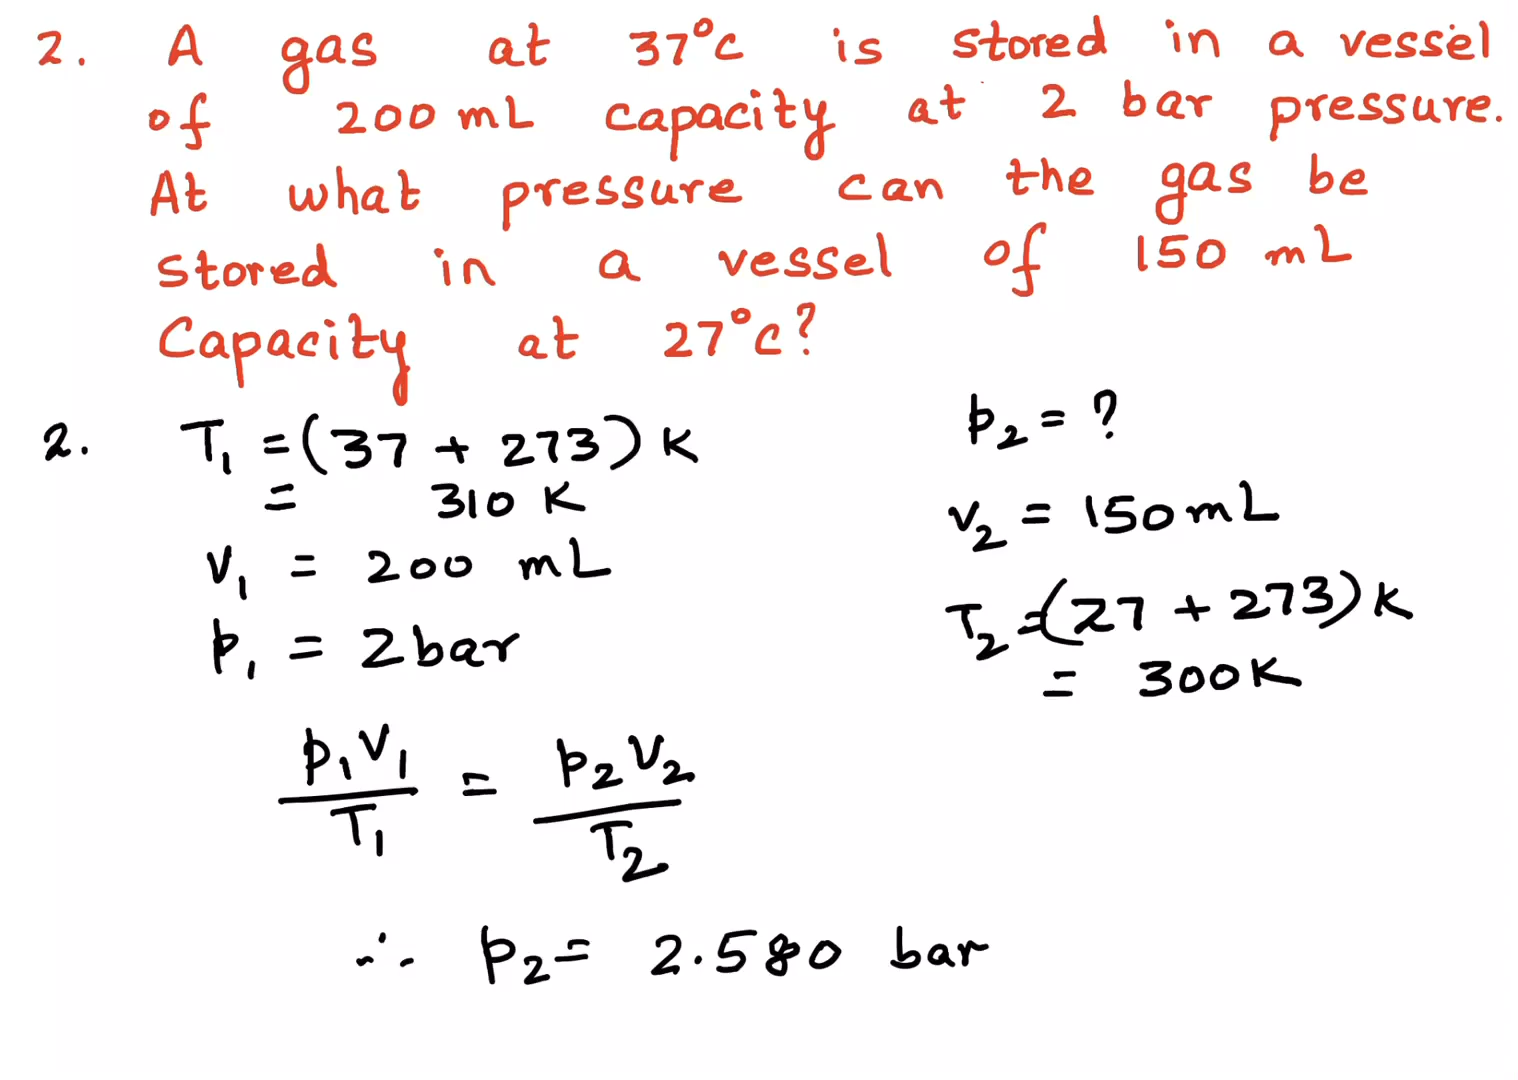 2. A gas at 37°C is stored in a vessel
of 200 mL capacity at 2 bar pressure.
At what pressure can the gas be
stored in a vessel of 150 mL
Capacity at 27°C?
2. T₁ = (37 + 273) K
= 310 K
V₁ = 200 mL
p₁ = 2 bar
p₂ = ?
V₂ = 150 mL
T₂ = (27 + 273) K
= 300 K
p₁V₁/T₁ = p₂V₂/T₂
∴ p₂ = 2.580 bar